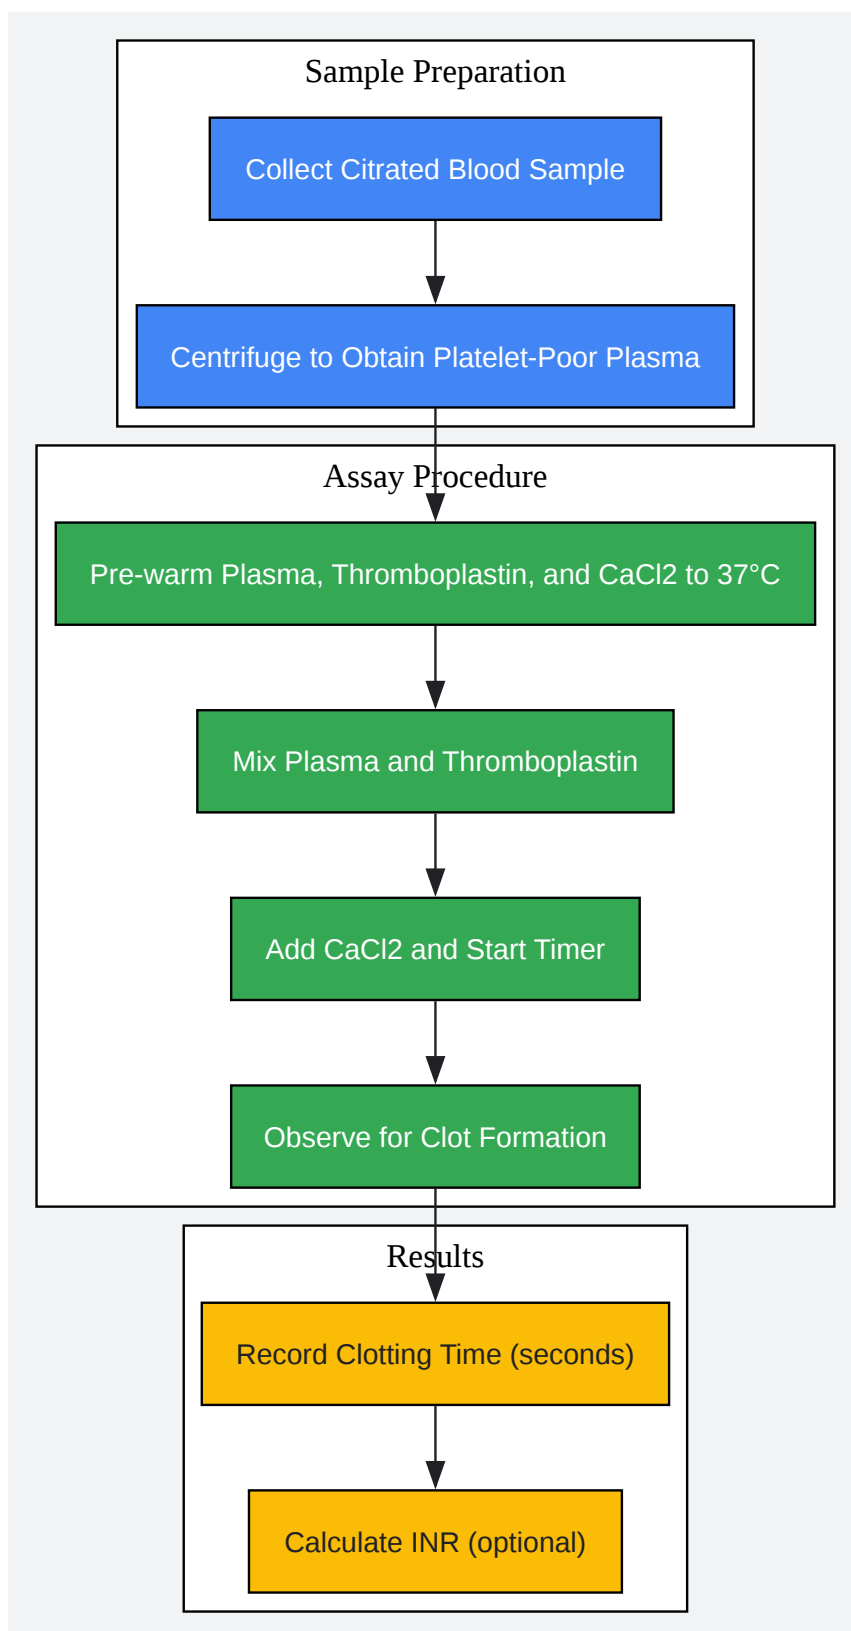 Sample Preparation
Collect Citrated Blood Sample
Centrifuge to Obtain Platelet-Poor Plasma
Assay Procedure
Pre-warm Plasma, Thromboplastin, and CaCl2 to 37°C
Mix Plasma and Thromboplastin
Add CaCl2 and Start Timer
Observe for Clot Formation
Results
Record Clotting Time (seconds)
Calculate INR (optional)